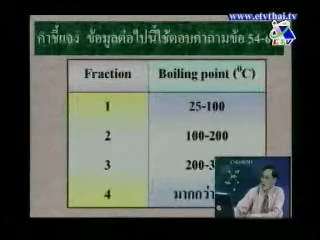 www.etvthai.tv
คำชี้แจง ข้อมูลต่อไปนี้ใช้ตอบคำถามข้อ 54-
Fraction Boiling point (⁰C)
1 25-100
2 100-200
3 200-3
4 มากกว่า
CHEMISTRY